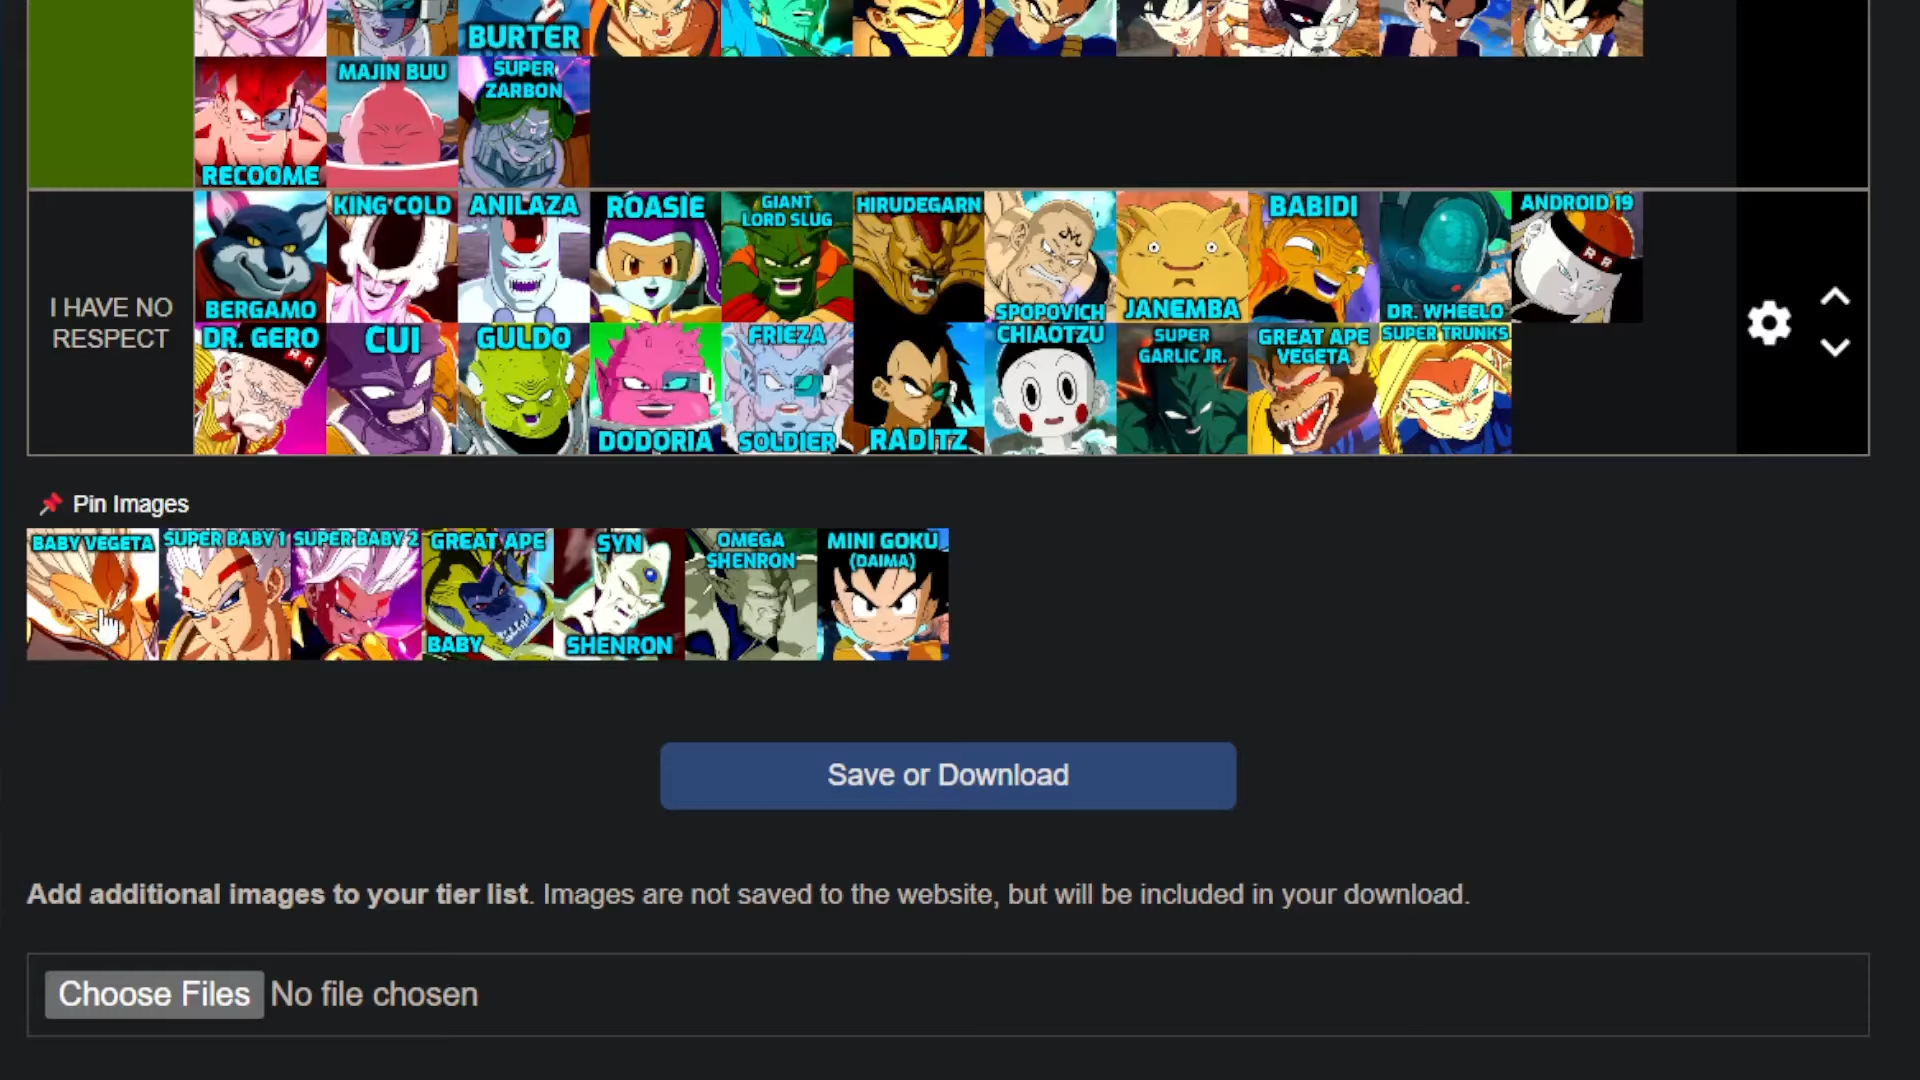 BURTER
RECOOME
MAJIN BUU
SUPER
ZARBON
I HAVE NO
RESPECT
BERGAMO
KING COLD
ANILAZA
ROASIE
GIANT
LORD SLUG
HIRUDEGARN
SPOPOVICH
JANEMBA
BABIDI
DR. WHEELO
ANDROID 19
R R
DR. GERO
R R
CUI
GULDO
DODORIA
FRIEZA
SOLDIER
RADITZ
CHIAOTZU
SUPER
GARLIC JR.
GREAT APE
VEGETA
SUPER TRUNKS
Pin Images
BABY VEGETA
SUPER BABY 1
SUPER BABY 2
GREAT APE
BABY
SYN
SHENRON
OMEGA
SHENRON
MINI GOKU
(DAIMA)
Save or Download
Add additional images to your tier list. Images are not saved to the website, but will be included in your download.
Choose Files No file chosen